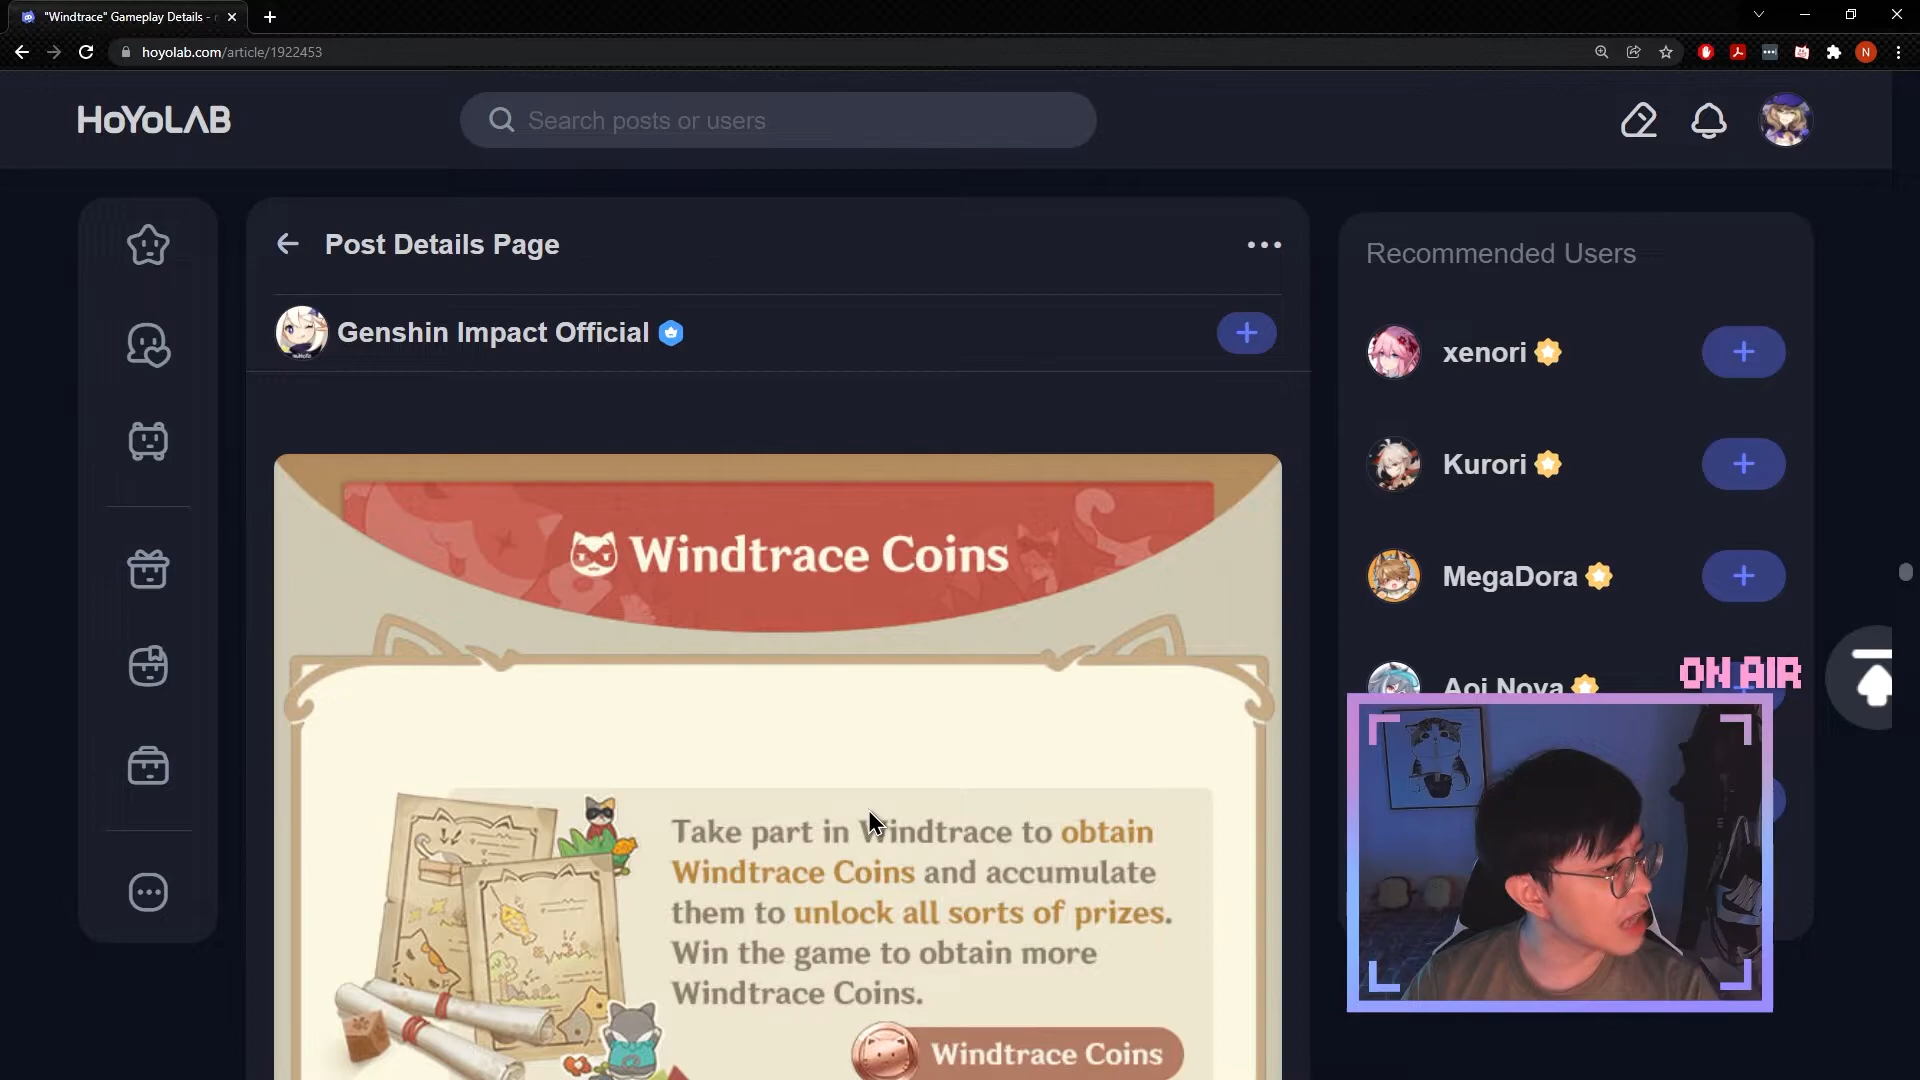 "Windtrace" Gameplay Details -
hoyolab.com/article/1922453
N
HoYoLAB
Search posts or users
Post Details Page
Genshin Impact Official
Recommended Users
xenori
Kurori
MegaDora
Aoi Nova
ON AIR
Windtrace Coins
Take part in Windtrace to obtain
Windtrace Coins and accumulate
them to unlock all sorts of prizes.
Win the game to obtain more
Windtrace Coins.
Windtrace Coins